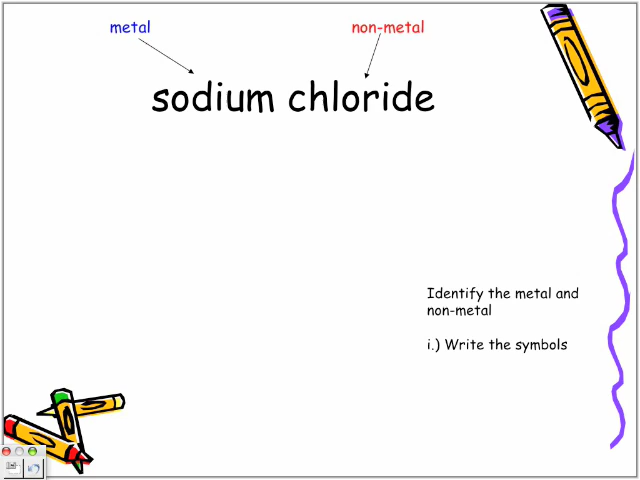 metal non-metal
sodium chloride
Identify the metal and
non-metal
i.) Write the symbols